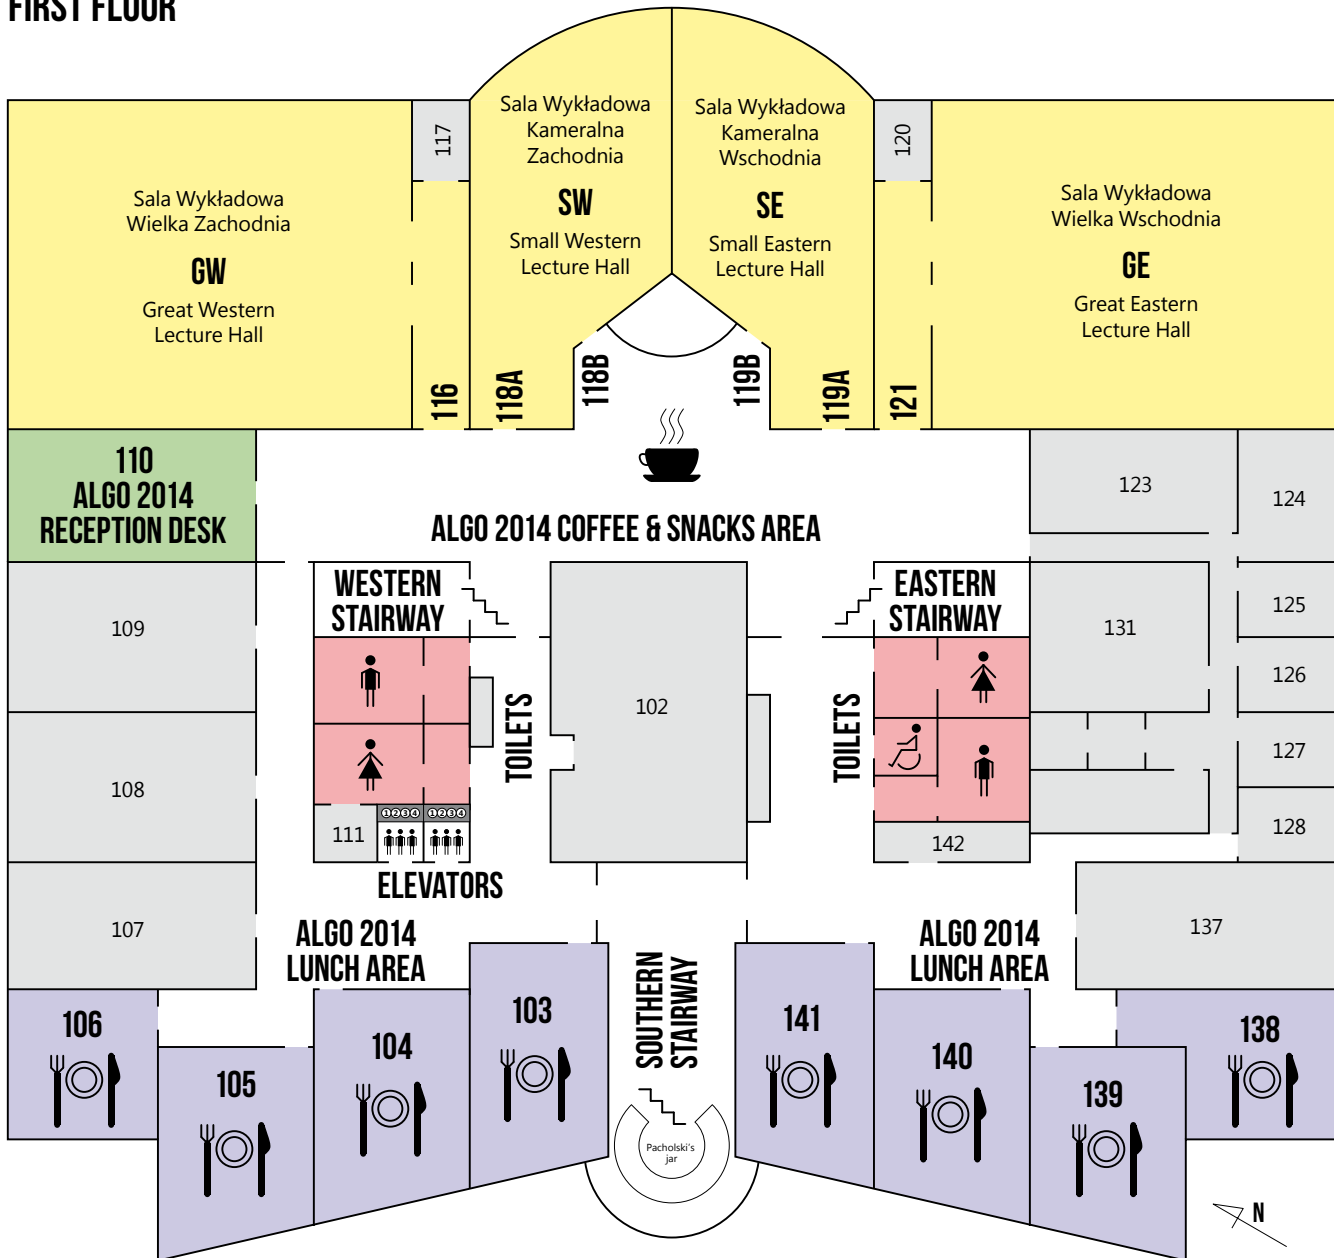 FIRST FLOOR
Sala Wykładowa
Wielka Zachodnia
GW
Great Western
Lecture Hall
117
116
Sala Wykładowa
Kameralna
Zachodnia
SW
Small Western
Lecture Hall
118A
118B
Sala Wykładowa
Kameralna
Wschodnia
SE
Small Eastern
Lecture Hall
119B
119A
120
121
Sala Wykładowa
Wielka Wschodnia
GE
Great Eastern
Lecture Hall
110
ALGO 2014
RECEPTION DESK
ALGO 2014 COFFEE & SNACKS AREA
123
124
WESTERN
STAIRWAY
EASTERN
STAIRWAY
109
125
131
126
102
TOILETS
TOILETS
127
108
128
111
1234
1234
142
ELEVATORS
107
ALGO 2014
LUNCH AREA
ALGO 2014
LUNCH AREA
137
SOUTHERN
STAIRWAY
106
105
104
103
141
140
139
138
Pacholski's
jar
N